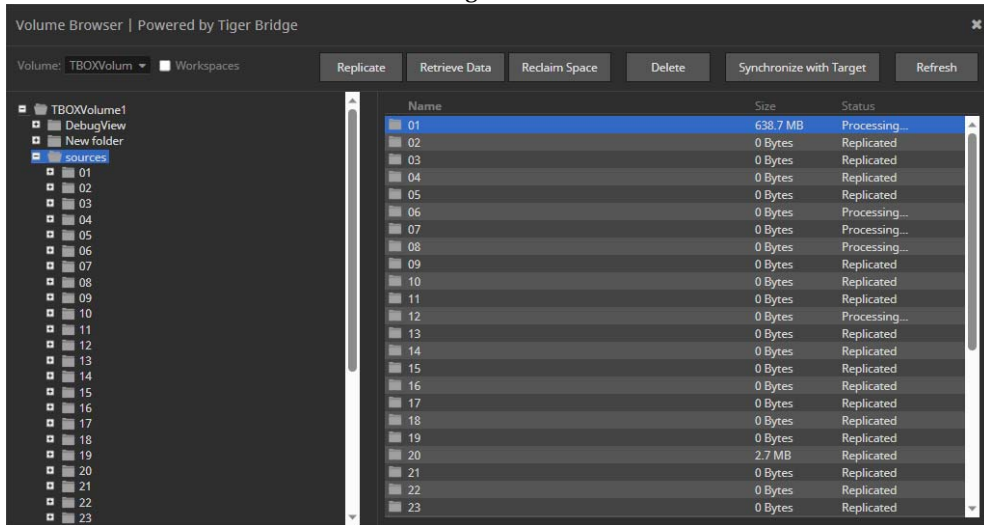 Volume Browser | Powered by Tiger Bridge
Volume: TBOXVolum Workspaces Replicate Retrieve Data Reclaim Space Delete Synchronize with Target Refresh
TBOXVolume1
DebugView
New folder
sources
01
02
03
04
05
06
07
08
09
10
11
12
13
14
15
16
17
18
19
20
21
22
23
Name Size Status
01 638.7 MB Processing...
02 0 Bytes Replicated
03 0 Bytes Replicated
04 0 Bytes Replicated
05 0 Bytes Replicated
06 0 Bytes Processing...
07 0 Bytes Processing...
08 0 Bytes Processing...
09 0 Bytes Replicated
10 0 Bytes Replicated
11 0 Bytes Replicated
12 0 Bytes Processing...
13 0 Bytes Replicated
14 0 Bytes Replicated
15 0 Bytes Replicated
16 0 Bytes Replicated
17 0 Bytes Replicated
18 0 Bytes Replicated
19 0 Bytes Replicated
20 2.7 MB Replicated
21 0 Bytes Replicated
22 0 Bytes Replicated
23 0 Bytes Replicated